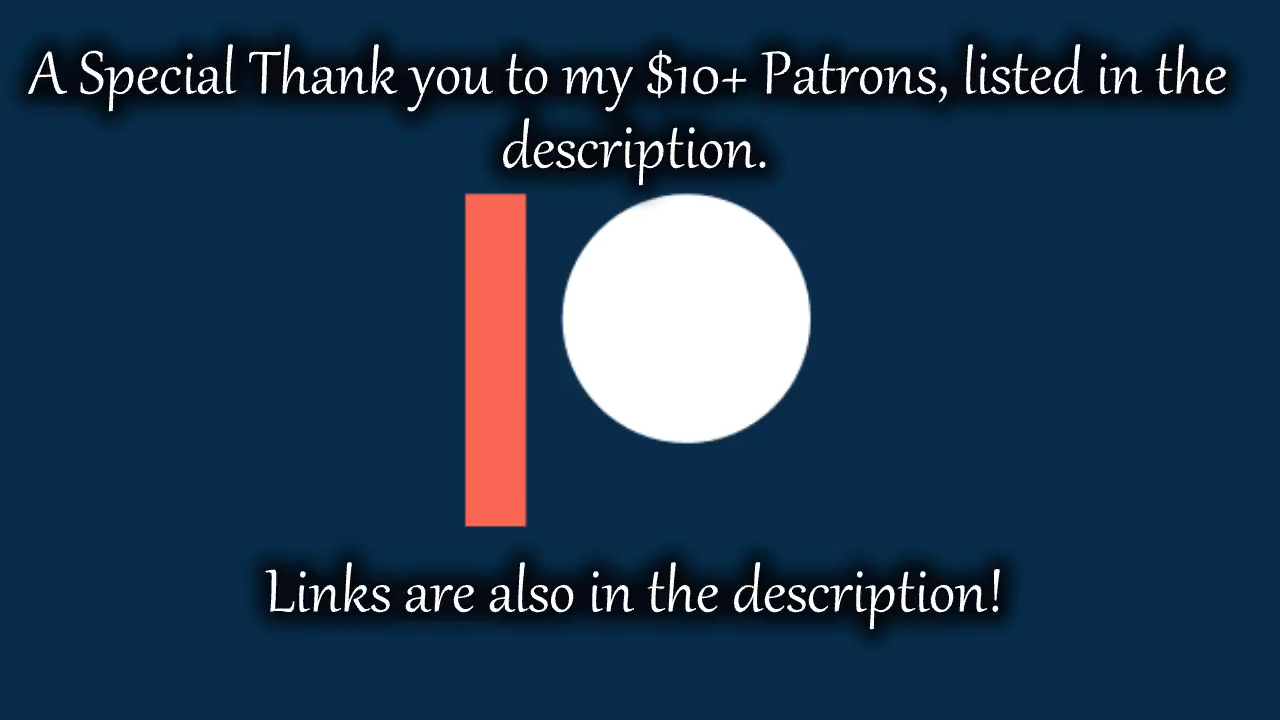 A Special Thank you to my $10+ Patrons, listed in the
description.
Links are also in the description!